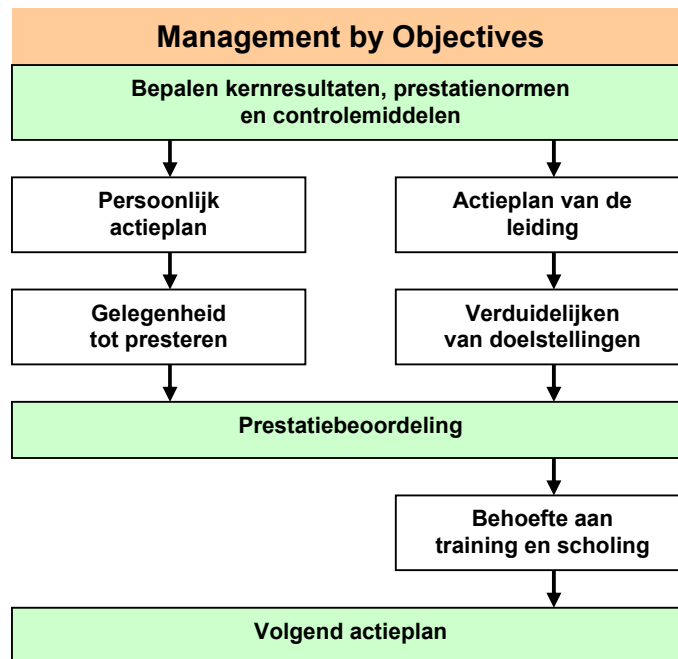 Management by Objectives
Bepalen kernresultaten, prestatienormen
en controlemiddelen
Persoonlijk
actieplan
Actieplan van de
leiding
Gelegenheid
tot presteren
Verduidelijken
van doelstellingen
Prestatiebeoordeling
Behoefte aan
training en scholing
Volgend actieplan